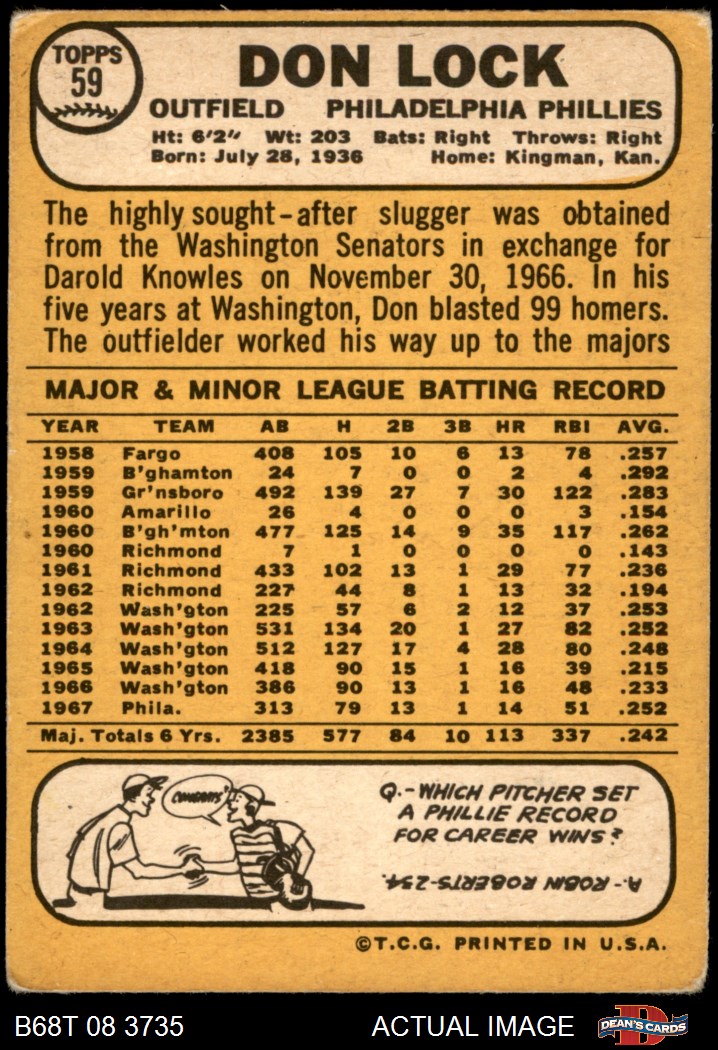 TOPPS
59
DON LOCK
OUTFIELD PHILADELPHIA PHILLIES
Ht: 6'2" Wt: 203 Bats: Right Throws: Right
Born: July 28, 1936 Home: Kingman, Kan.
The highly sought-after slugger was obtained
from the Washington Senators in exchange for
Darold Knowles on November 30, 1966. In his
five years at Washington, Don blasted 99 homers.
The outfielder worked his way up to the majors
MAJOR & MINOR LEAGUE BATTING RECORD
YEAR TEAM AB H 2B 3B HR RBI AVG.
1958 Fargo 408 105 10 6 13 78 .257
1959 B'ghamton 24 7 0 0 2 4 .292
1959 Gr'nsboro 492 139 27 7 30 122 .283
1960 Amarillo 26 4 0 0 0 3 .154
1960 B'gh'mton 477 125 14 9 35 117 .262
1960 Richmond 7 1 0 0 0 0 .143
1961 Richmond 433 102 13 1 29 77 .236
1962 Richmond 227 44 8 1 13 32 .194
1962 Wash'gton 225 57 6 2 12 37 .253
1963 Wash'gton 531 134 20 1 27 82 .252
1964 Wash'gton 512 127 17 4 28 80 .248
1965 Wash'gton 418 90 15 1 16 39 .215
1966 Wash'gton 386 90 13 1 16 48 .233
1967 Phila. 313 79 13 1 14 51 .252
Maj. Totals 6 Yrs. 2385 577 84 10 113 337 .242
CONGRATS'
Q.-WHICH PITCHER SET
A PHILLIE RECORD
FOR CAREER WINS?
A- ROBIN ROBERTS-234.
©T.C.G. PRINTED IN U.S.A.
B68T 08 3735 ACTUAL IMAGE
D
DEAN'S CARDS